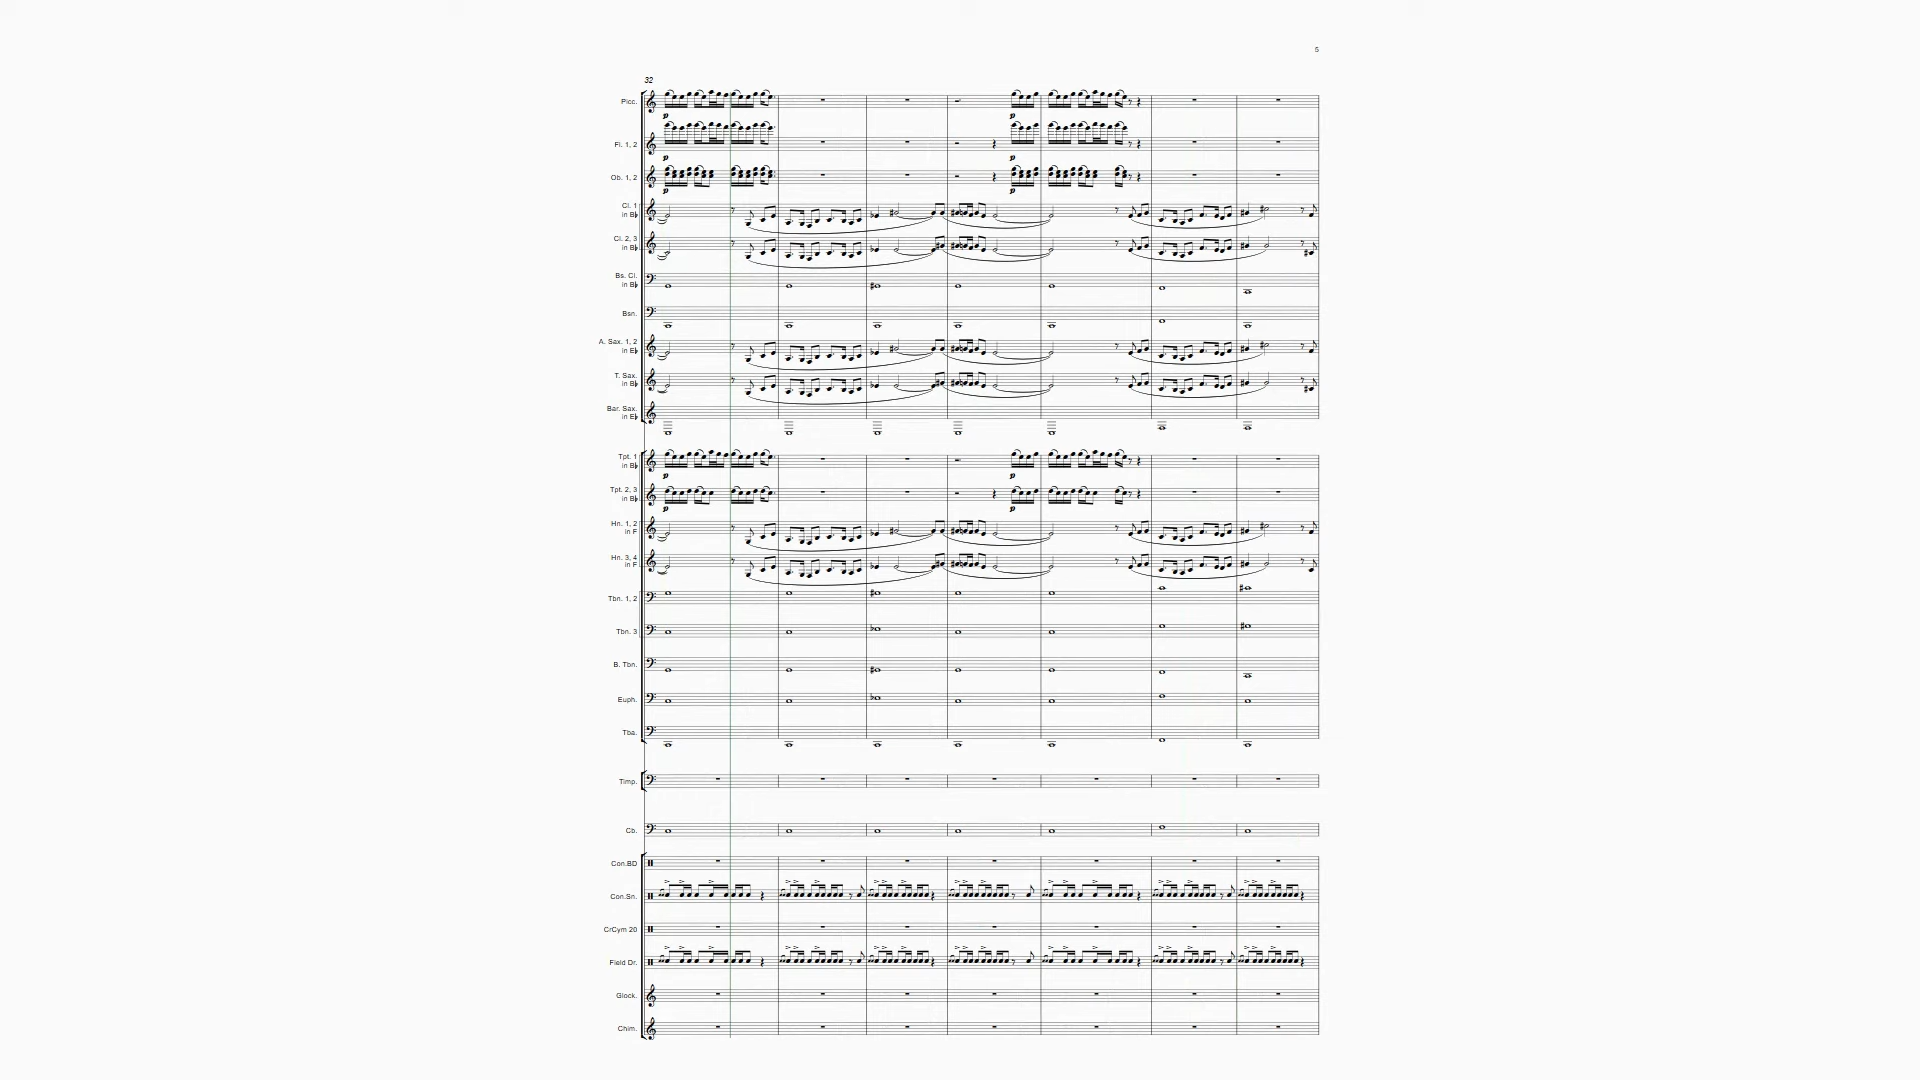 5
32
Picc.
p
p
Fl. 1, 2
p
p
Ob. 1, 2
p
p
Cl. 1
in B♭
Cl. 2, 3
in B♭
Bs. Cl.
in B♭
Bsn.
A. Sax. 1, 2
in E♭
T. Sax.
in B♭
Bar. Sax.
in E♭
Tpt. 1
in B♭
p
p
Tpt. 2, 3
in B♭
p
p
Hn. 1, 2
in F
Hn. 3, 4
in F
Tbn. 1, 2
Tbn. 3
B. Tbn.
Euph.
Tba.
Timp.
Cb.
Con.BD
Con.Sn.
CrCym 20
Field Dr.
Glock.
Chim.